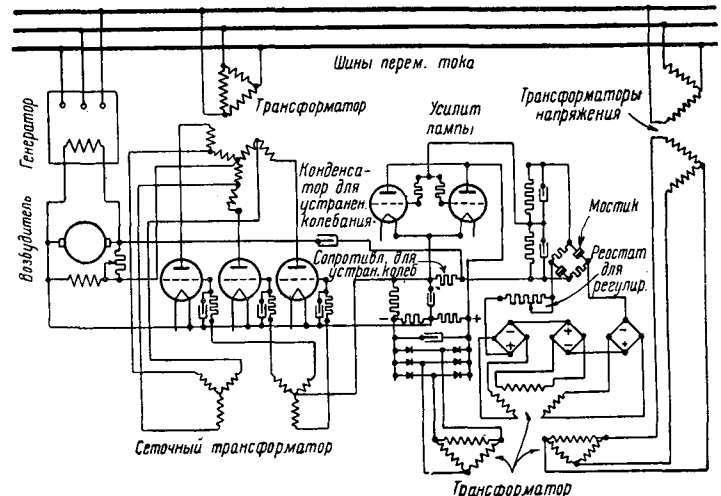 Шины перем. тока
Генератор
Трансформатор
Усилит
лампы
Трансформаторы
напряжения
Конденса-
тор для
устранен.
колебания
Возбудитель
Мостик
Сопротивл. для
устран. колеб
Реостат
для
регулир.
- +
- +
+ -
- +
Сеточный трансформатор
Трансформатор